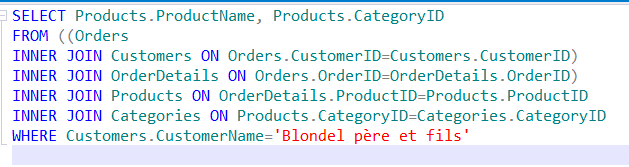 SELECT Products.ProductName, Products.CategoryID
FROM ((Orders
INNER JOIN Customers ON Orders.CustomerID=Customers.CustomerID)
INNER JOIN OrderDetails ON Orders.OrderID=OrderDetails.OrderID)
INNER JOIN Products ON OrderDetails.ProductID=Products.ProductID
INNER JOIN Categories ON Products.CategoryID=Categories.CategoryID
WHERE Customers.CustomerName='Blondel père et fils'